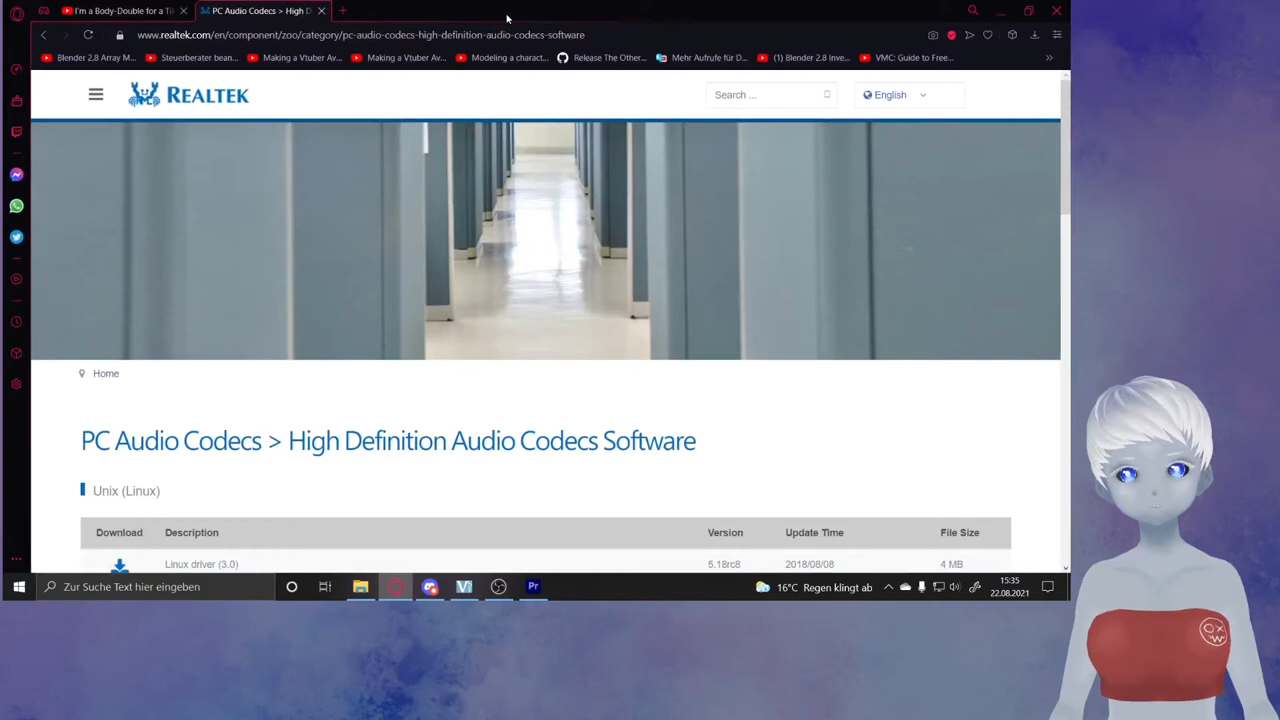 I'm a Body-Double for a Ti
PC Audio Codecs > High D
www.realtek.com/en/component/zoo/category/pc-audio-codecs-high-definition-audio-codecs-software
Blender 2.8 Array M...
Steuerberater bean...
Making a Vtuber Av...
Making a Vtuber Av...
Modeling a charact...
Release The Other...
Mehr Aufrufe für D...
(1) Blender 2.8 Inve...
VMC: Guide to Free...
REALTEK
Search ...
English
Home
PC Audio Codecs > High Definition Audio Codecs Software
Unix (Linux)
Download Description Version Update Time File Size
Linux driver (3.0) 5.18rc8 2018/08/08 4 MB
Zur Suche Text hier eingeben
Pr
16°C Regen klingt ab
15:35
22.08.2021